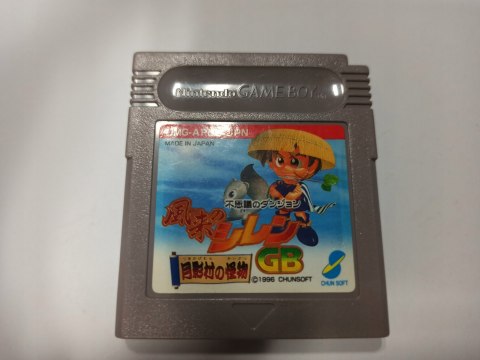 Nintendo GAME BOY
MADE IN JAPAN
不思議のダンジョン
風来の
シレン
GB
月影村の怪物
©1996 CHUNSOFT
CHUN SOFT